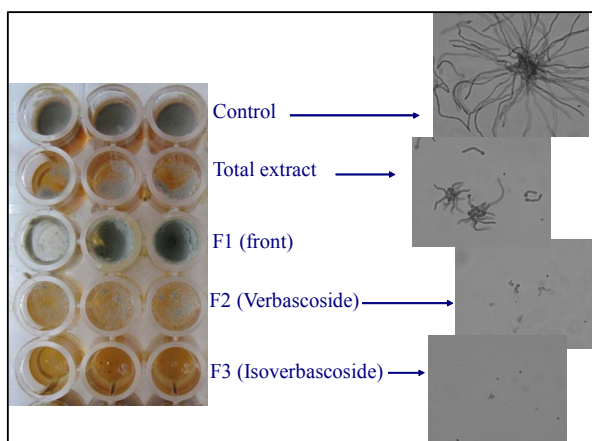 Control
Total extract
F1 (front)
F2 (Verbascoside)
F3 (Isoverbascoside)